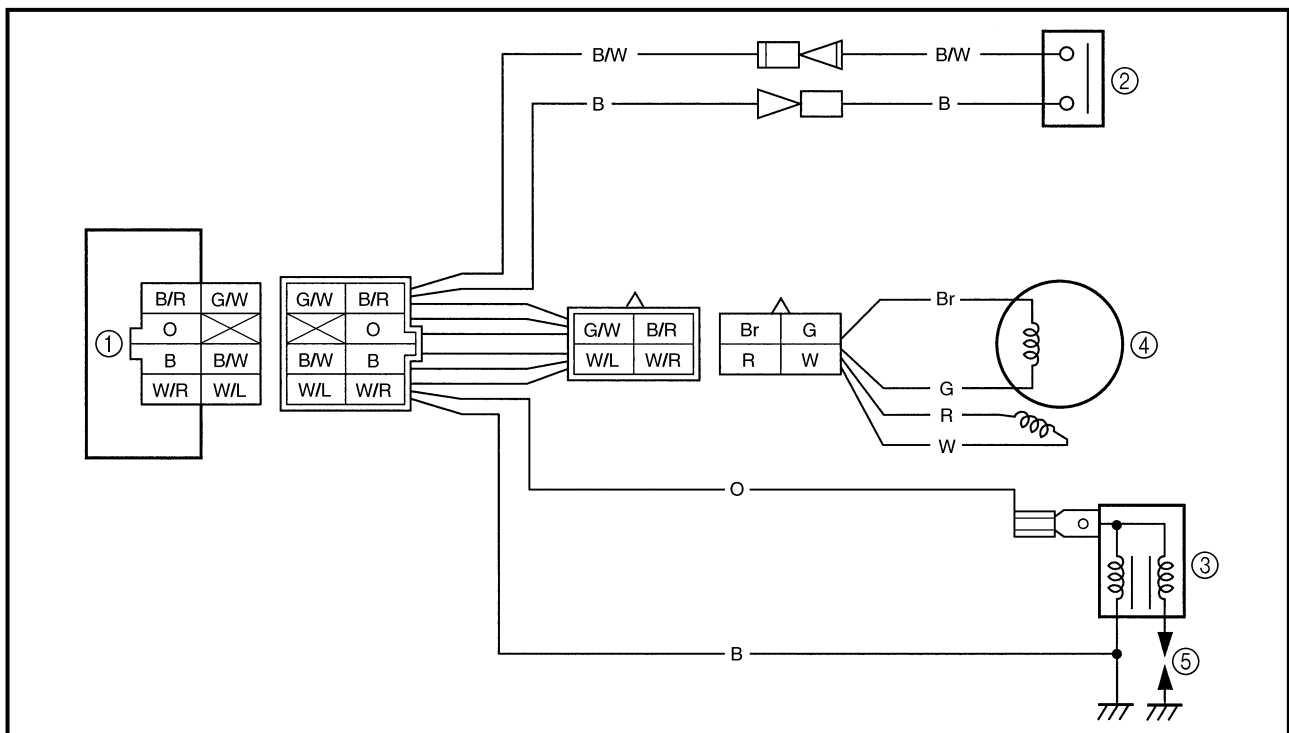 B/W B/W
②
B B
B/R G/W G/W B/R Br
O O G/W B/R Br G
① ④
B B/W B/W B W/L W/R R W
W/R W/L W/L W/R G
R
W
O
③
B
⑤